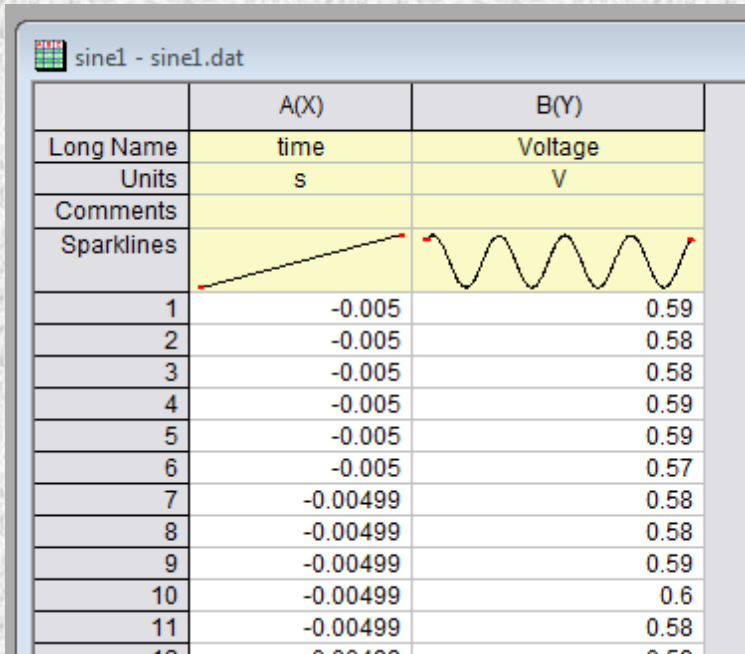 sine1 - sine1.dat
A(X) B(Y)
Long Name time Voltage
Units s V
Comments
Sparklines
1 -0.005 0.59
2 -0.005 0.58
3 -0.005 0.58
4 -0.005 0.59
5 -0.005 0.59
6 -0.005 0.57
7 -0.00499 0.58
8 -0.00499 0.58
9 -0.00499 0.59
10 -0.00499 0.6
11 -0.00499 0.58